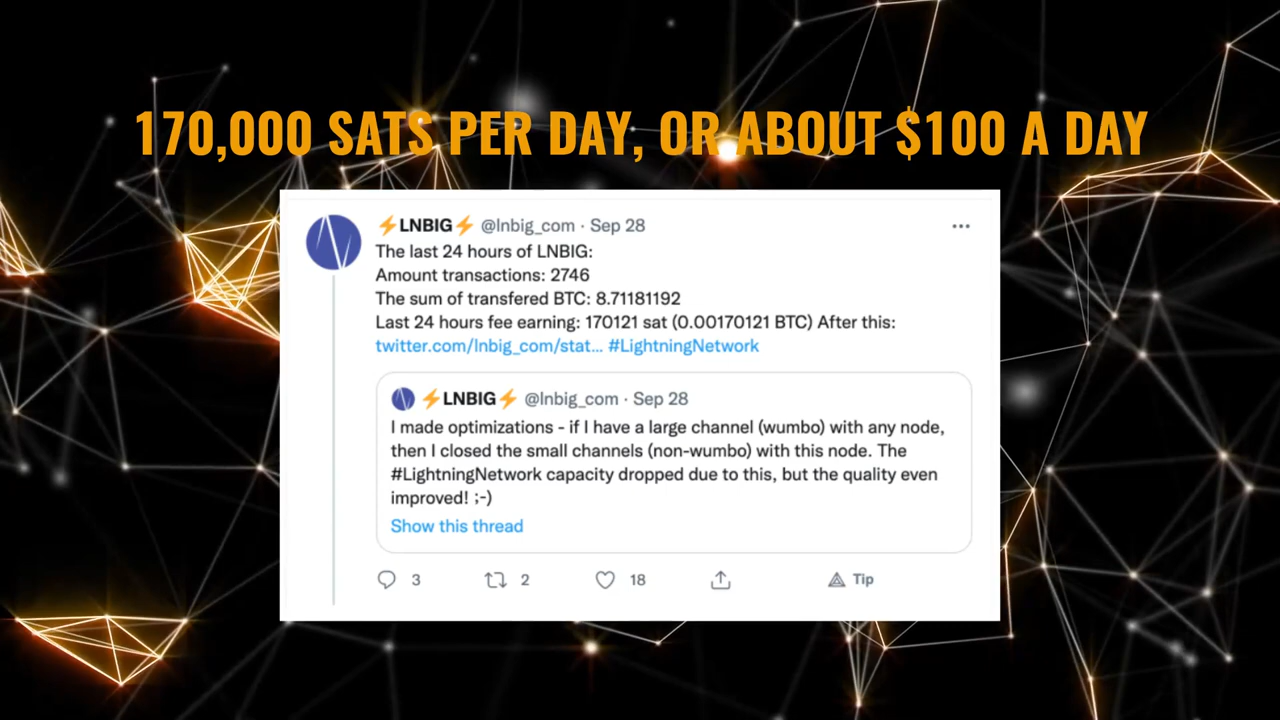 170,000 SATS PER DAY, OR ABOUT $100 A DAY
⚡LNBIG⚡ @lnbig_com · Sep 28
The last 24 hours of LNBIG:
Amount transactions: 2746
The sum of transfered BTC: 8.71181192
Last 24 hours fee earning: 170121 sat (0.00170121 BTC) After this:
twitter.com/lnbig_com/stat... #LightningNetwork
⚡LNBIG⚡ @lnbig_com · Sep 28
I made optimizations - if I have a large channel (wumbo) with any node,
then I closed the small channels (non-wumbo) with this node. The
#LightningNetwork capacity dropped due to this, but the quality even
improved! ;-)
Show this thread
3 2 18 Tip